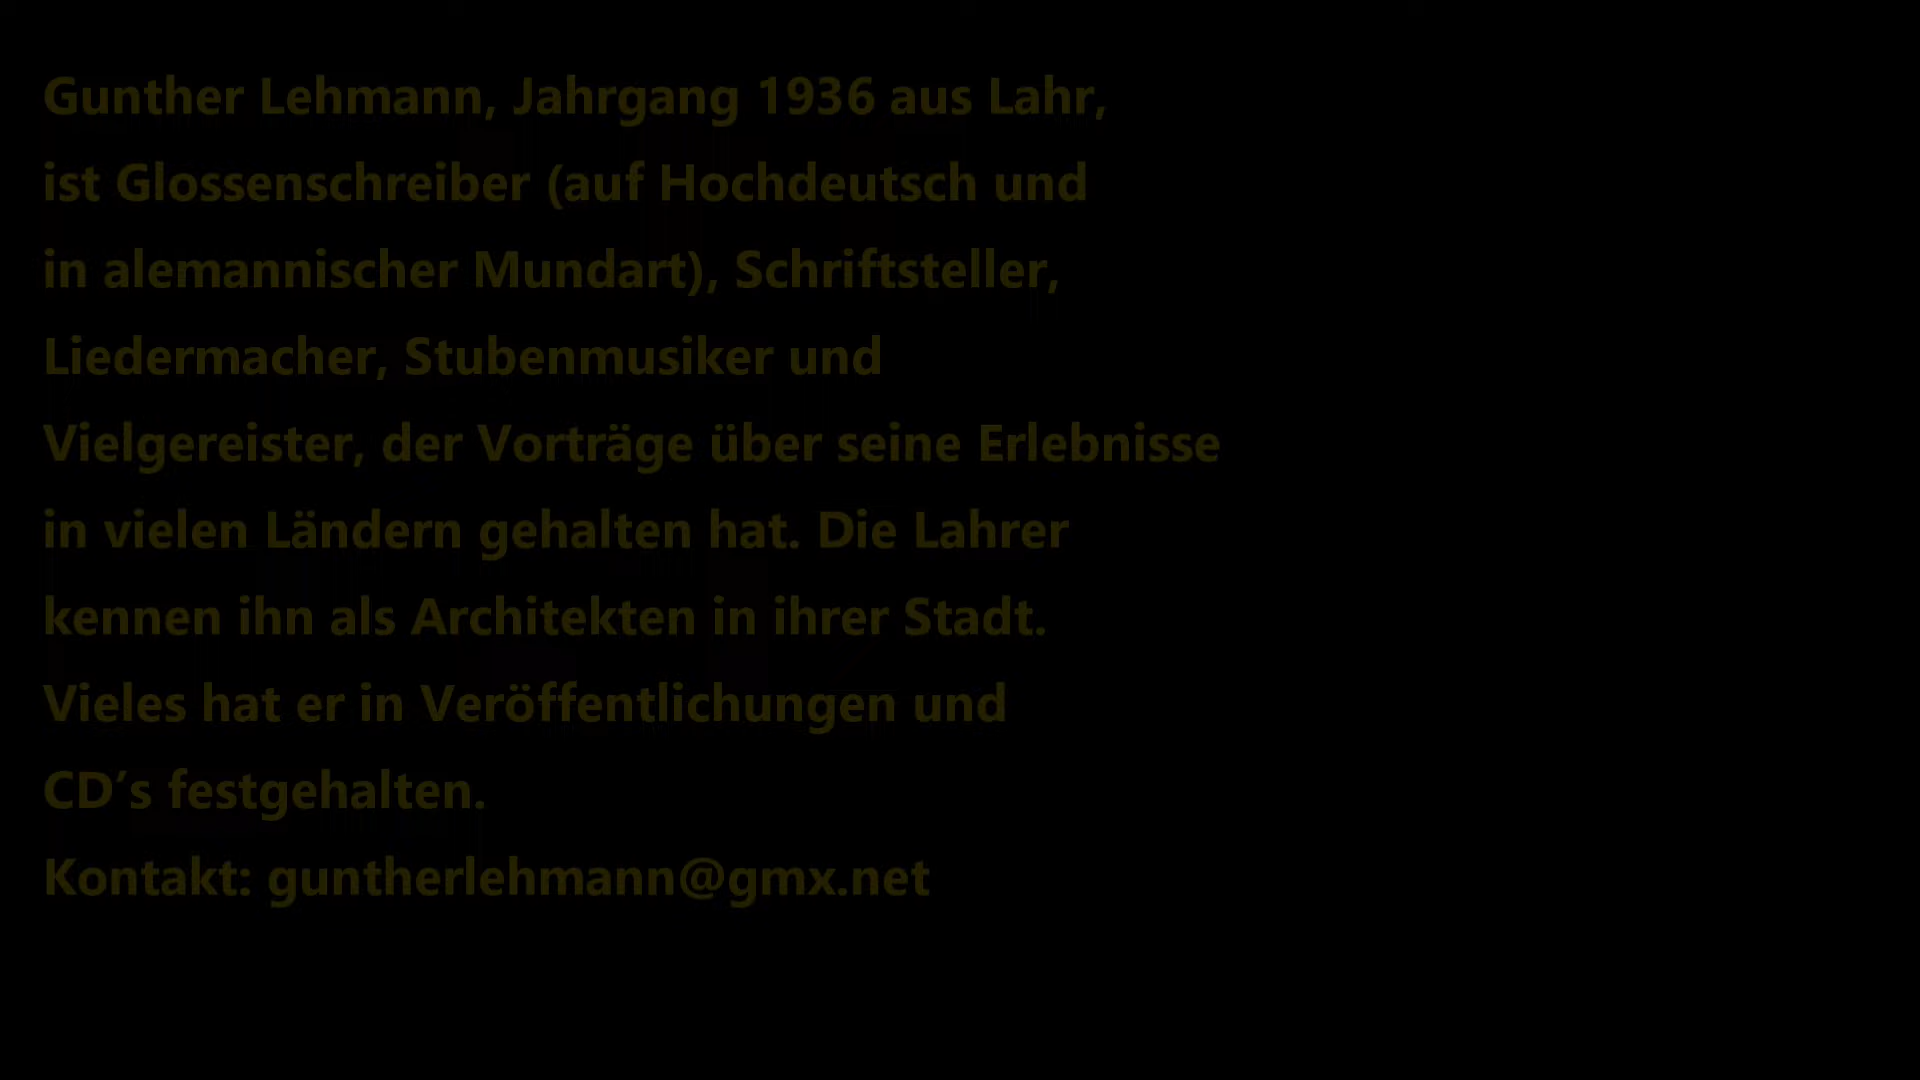 Gunther Lehmann, Jahrgang 1936 aus Lahr,
ist Glossenschreiber (auf Hochdeutsch und
in alemannischer Mundart), Schriftsteller,
Liedermacher, Stubenmusiker und
Vielgereister, der Vorträge über seine Erlebnisse
in vielen Ländern gehalten hat. Die Lahrer
kennen ihn als Architekten in ihrer Stadt.
Vieles hat er in Veröffentlichungen und
CD’s festgehalten.
Kontakt: guntherlehmann@gmx.net